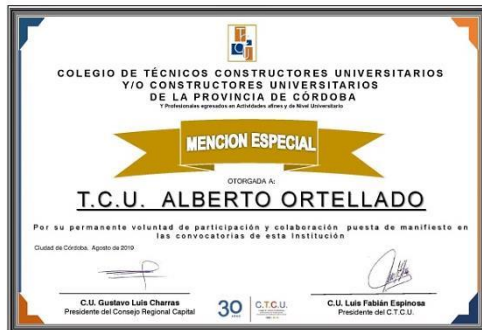 COLEGIO DE TÉCNICOS CONSTRUCTORES UNIVERSITARIOS
Y/O CONSTRUCTORES UNIVERSITARIOS
DE LA PROVINCIA DE CÓRDOBA
Y Profesionales egresados en Actividades afines y de Nivel Universitario
MENCION ESPECIAL
OTORGADA A:
T.C.U. ALBERTO ORTELLADO
Por su permanente voluntad de participación y colaboración puesta de manifiesto en
las convocatorias de esta Institución
Ciudad de Córdoba, Agosto de 2019
C.U. Gustavo Luis Charras
Presidente del Consejo Regional Capital
30
C.T.C.U.
C.U. Luis Fabián Espinosa
Presidente del C.T.C.U.